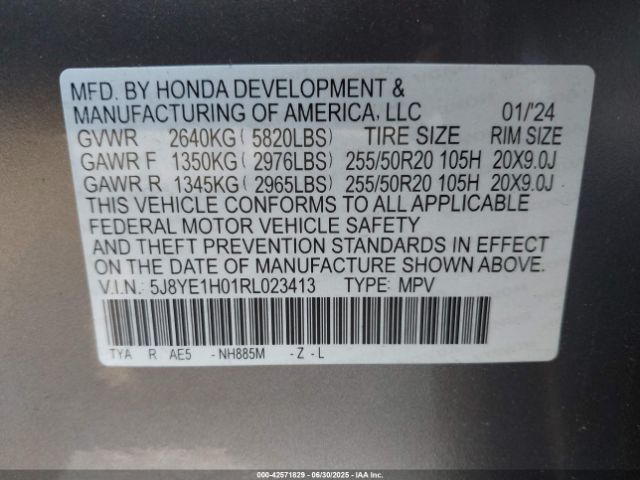 MFD. BY HONDA DEVELOPMENT &
MANUFACTURING OF AMERICA, LLC 01/'24
GVWR 2640KG ( 5820LBS) TIRE SIZE RIM SIZE
GAWR F 1350KG ( 2976LBS) 255/50R20 105H 20X9.0J
GAWR R 1345KG ( 2965LBS) 255/50R20 105H 20X9.0J
THIS VEHICLE CONFORMS TO ALL APPLICABLE
FEDERAL MOTOR VEHICLE SAFETY
AND THEFT PREVENTION STANDARDS IN EFFECT
ON THE DATE OF MANUFACTURE SHOWN ABOVE.
V.I.N.: 5J8YE1H01RL023413 TYPE: MPV
TYA R AE5 - NH885M - Z - L
000-42571829 | 06/30/2025 | IAAI.COM